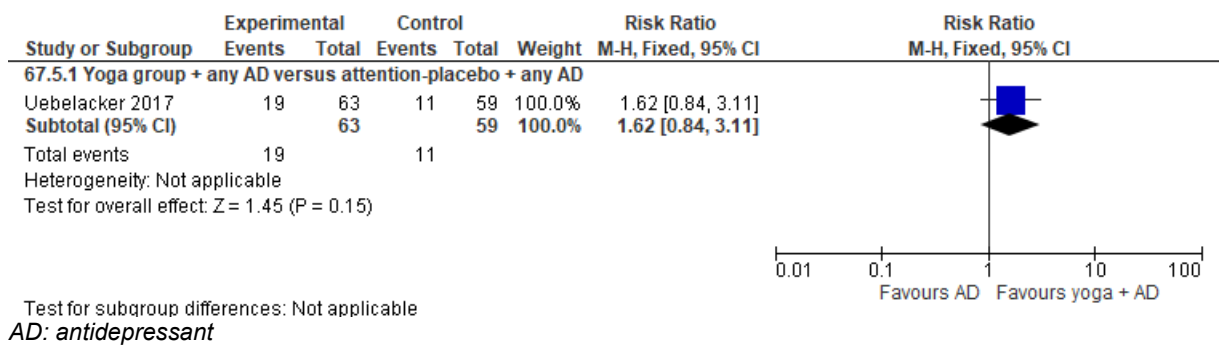 Experimental Control Risk Ratio Risk Ratio
Study or Subgroup Events Total Events Total Weight M-H, Fixed, 95% CI M-H, Fixed, 95% CI
67.5.1 Yoga group + any AD versus attention-placebo + any AD
Uebelacker 2017 19 63 11 59 100.0% 1.62 [0.84, 3.11]
Subtotal (95% CI) 63 59 100.0% 1.62 [0.84, 3.11]
Total events 19 11
Heterogeneity: Not applicable
Test for overall effect: Z = 1.45 (P = 0.15)
0.01 0.1 1 10 100
Favours AD Favours yoga + AD
Test for subgroup differences: Not applicable
AD: antidepressant